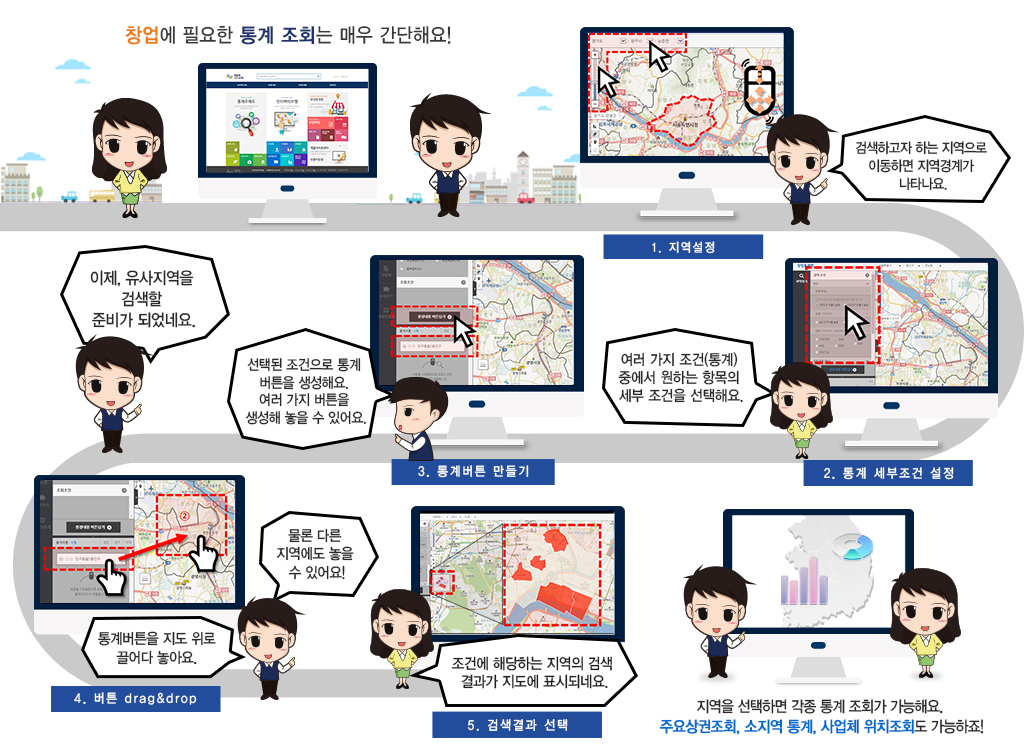 창업에 필요한 통계 조회는 매우 간단해요!
검색하고자 하는 지역으로
이동하면 지역경계가
나타나요.
1. 지역설정
여러 가지 조건(통계)
중에서 원하는 항목의
세부 조건을 선택해요.
2. 통계 세부조건 설정
선택된 조건으로 통계
버튼을 생성해요.
여러 가지 버튼을
생성해 놓을 수 있어요.
3. 통계버튼 만들기
이제, 유사지역을
검색할
준비가 되었네요.
통계버튼을 지도 위로
끌어다 놓아요.
물론 다른
지역에도 놓을
수 있어요!
②
4. 버튼 drag&drop
조건에 해당하는 지역의 검색
결과가 지도에 표시되네요.
5. 검색결과 선택
지역을 선택하면 각종 통계 조회가 가능해요.
주요상권조회, 소지역 통계, 사업체 위치조회도 가능하죠!